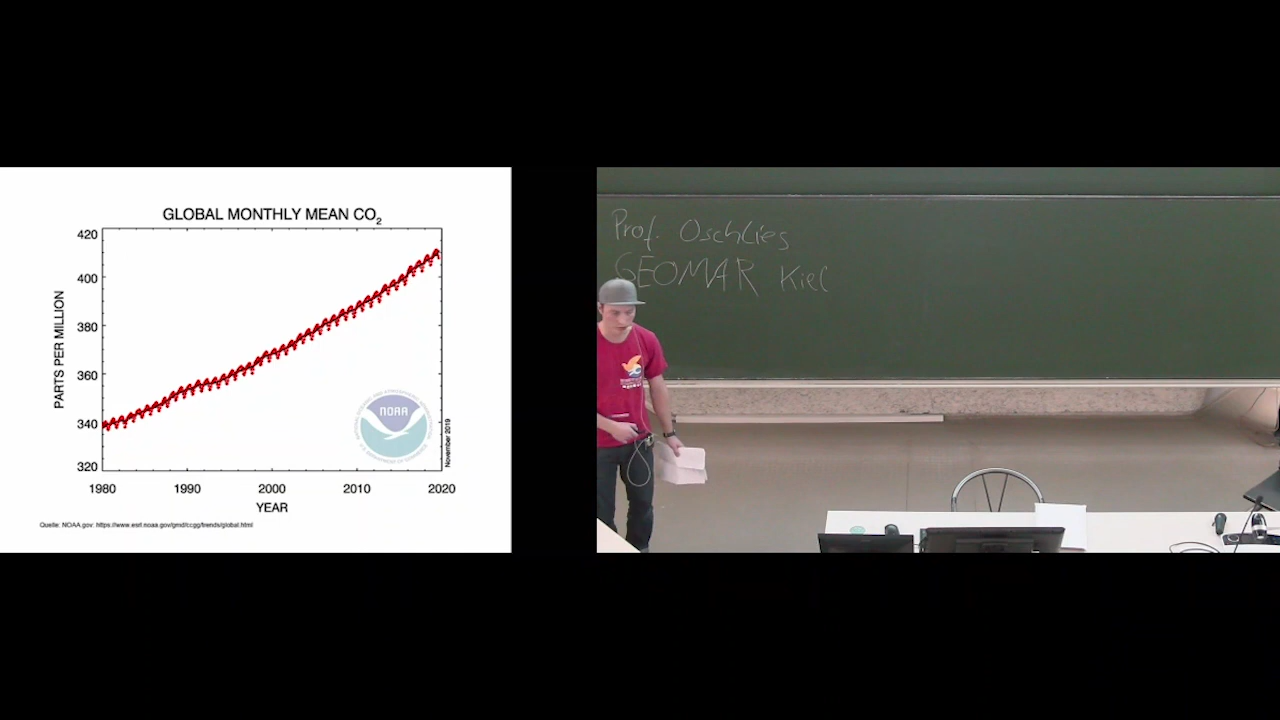 GLOBAL MONTHLY MEAN CO2
420
400
380
360
340
320
PARTS PER MILLION
1980 1990 2000 2010 2020
YEAR
NOAA
November 2019
Quelle: NOAA.gov: https://www.esrl.noaa.gov/gmd/ccgg/trends/global.html
Prof. Oschlies
GEOMAR Kiel